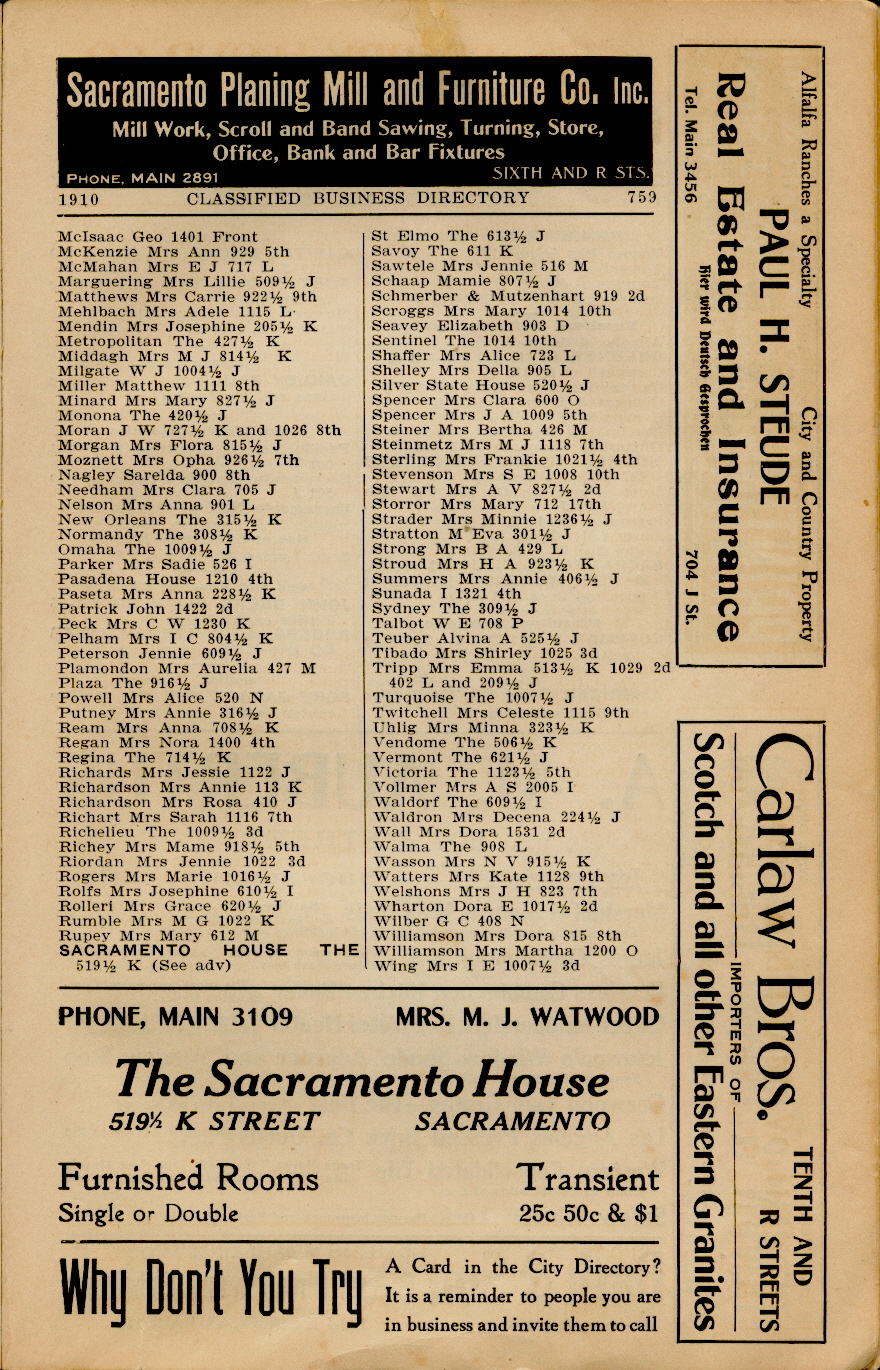 Sacramento Planing Mill and Furniture Co. Inc.
Mill Work, Scroll and Band Sawing, Turning, Store,
Office, Bank and Bar Fixtures
PHONE, MAIN 2891 SIXTH AND R STS.
1910 CLASSIFIED BUSINESS DIRECTORY 759
McIsaac Geo 1401 Front
McKenzie Mrs Ann 929 5th
McMahan Mrs E J 717 L
Marguering Mrs Lillie 509½ J
Matthews Mrs Carrie 922½ 9th
Mehlbach Mrs Adele 1115 L
Mendin Mrs Josephine 205½ K
Metropolitan The 427½ K
Middagh Mrs M J 814½ K
Milgate W J 1004½ J
Miller Matthew 1111 8th
Minard Mrs Mary 827½ J
Monona The 420½ J
Moran J W 727½ K and 1026 8th
Morgan Mrs Flora 815½ J
Moznett Mrs Opha 926½ 7th
Nagley Sarelda 900 8th
Needham Mrs Clara 705 J
Nelson Mrs Anna 901 L
New Orleans The 315½ K
Normandy The 308½ K
Omaha The 1009½ J
Parker Mrs Sadie 526 I
Pasadena House 1210 4th
Paseta Mrs Anna 228½ K
Patrick John 1422 2d
Peck Mrs C W 1230 K
Pelham Mrs I C 804½ K
Peterson Jennie 609½ J
Plamondon Mrs Aurelia 427 M
Plaza The 916½ J
Powell Mrs Alice 520 N
Putney Mrs Annie 316½ J
Ream Mrs Anna 708½ K
Regan Mrs Nora 1400 4th
Regina The 714½ K
Richards Mrs Jessie 1122 J
Richardson Mrs Annie 113 K
Richardson Mrs Rosa 410 J
Richart Mrs Sarah 1116 7th
Richelieu The 1009½ 3d
Richey Mrs Mame 918½ 5th
Riordan Mrs Jennie 1022 3d
Rogers Mrs Marie 1016½ J
Rolfs Mrs Josephine 610½ I
Rolleri Mrs Grace 620½ J
Rumble Mrs M G 1022 K
Rupey Mrs Mary 612 M
SACRAMENTO HOUSE THE
519½ K (See adv)
St Elmo The 613½ J
Savoy The 611 K
Sawtele Mrs Jennie 516 M
Schaap Mamie 807½ J
Schmerber & Mutzenhart 919 2d
Scroggs Mrs Mary 1014 10th
Seavey Elizabeth 903 D
Sentinel The 1014 10th
Shaffer Mrs Alice 723 L
Shelley Mrs Della 905 L
Silver State House 520½ J
Spencer Mrs Clara 600 O
Spencer Mrs J A 1009 5th
Steiner Mrs Bertha 426 M
Steinmetz Mrs M J 1118 7th
Sterling Mrs Frankie 1021½ 4th
Stevenson Mrs S E 1008 10th
Stewart Mrs A V 827½ 2d
Storror Mrs Mary 712 17th
Strader Mrs Minnie 1236½ J
Stratton M Eva 301½ J
Strong Mrs B A 429 L
Stroud Mrs H A 923½ K
Summers Mrs Annie 406½ J
Sunada I 1321 4th
Sydney The 309½ J
Talbot W E 708 P
Teuber Alvina A 525½ J
Tibado Mrs Shirley 1025 3d
Tripp Mrs Emma 513½ K 1029 2d
402 L and 209½ J
Turquoise The 1007½ J
Twitchell Mrs Celeste 1115 9th
Uhlig Mrs Minna 323½ K
Vendome The 506½ K
Vermont The 621½ J
Victoria The 1123½ 5th
Vollmer Mrs A S 2005 I
Waldorf The 609½ I
Waldron Mrs Decena 224½ J
Wall Mrs Dora 1531 2d
Walma The 908 L
Wasson Mrs N V 915½ K
Watters Mrs Kate 1128 9th
Welshons Mrs J H 823 7th
Wharton Dora E 1017½ 2d
Wilber G C 408 N
Williamson Mrs Dora 815 8th
Williamson Mrs Martha 1200 O
Wing Mrs I E 1007½ 3d
PHONE, MAIN 3109 MRS. M. J. WATWOOD
The Sacramento House
519½ K STREET SACRAMENTO
Furnished Rooms Transient
Single or Double 25c 50c & $1
Why Don't You Try
A Card in the City Directory?
It is a reminder to people you are
in business and invite them to call
Alfalfa Ranches a Specialty City and Country Property
PAUL H. STEUDE
Real Estate and Insurance
Hier wird Deutsch Gesprochen
Tel. Main 3456 704 J St.
Carlaw Bros. TENTH AND
R STREETS
IMPORTERS OF
Scotch and all other Eastern Granites